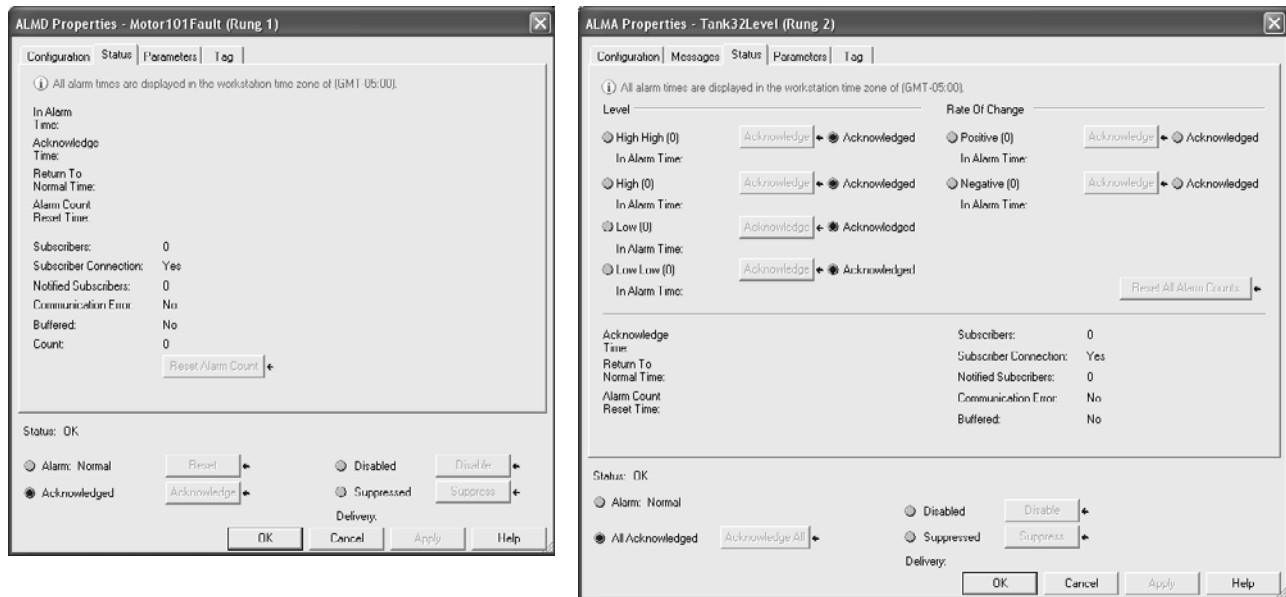 ALMD Properties - Motor101Fault (Rung 1)
Configuration Status Parameters Tag
All alarm times are displayed in the workstation time zone of (GMT-05:00).
In Alarm
Time:
Acknowledge
Time:
Return To
Normal Time:
Alarm Count
Reset Time:
Subscribers: 0
Subscriber Connection: Yes
Notified Subscribers: 0
Communication Error: No
Buffered: No
Count: 0
Reset Alarm Count
Status: OK
Alarm: Normal Reset Disabled Disable
Acknowledged Acknowledge Suppressed Suppress
Delivery:
OK Cancel Apply Help
ALMA Properties - Tank32Level (Rung 2)
Configuration Messages Status Parameters Tag
All alarm times are displayed in the workstation time zone of (GMT-05:00).
Level Rate Of Change
High High (0) Acknowledge Acknowledged Positive (0) Acknowledge Acknowledged
In Alarm Time: In Alarm Time:
High (0) Acknowledge Acknowledged Negative (0) Acknowledge Acknowledged
In Alarm Time: In Alarm Time:
Low (0) Acknowledge Acknowledged
In Alarm Time:
Low Low (0) Acknowledge Acknowledged
In Alarm Time: Reset All Alarm Counts
Acknowledge
Time:
Return To
Normal Time:
Alarm Count
Reset Time:
Subscribers: 0
Subscriber Connection: Yes
Notified Subscribers: 0
Communication Error: No
Buffered: No
Status: OK
Alarm: Normal
Disabled Disable
All Acknowledged Acknowledge All Suppressed Suppress
Delivery:
OK Cancel Apply Help